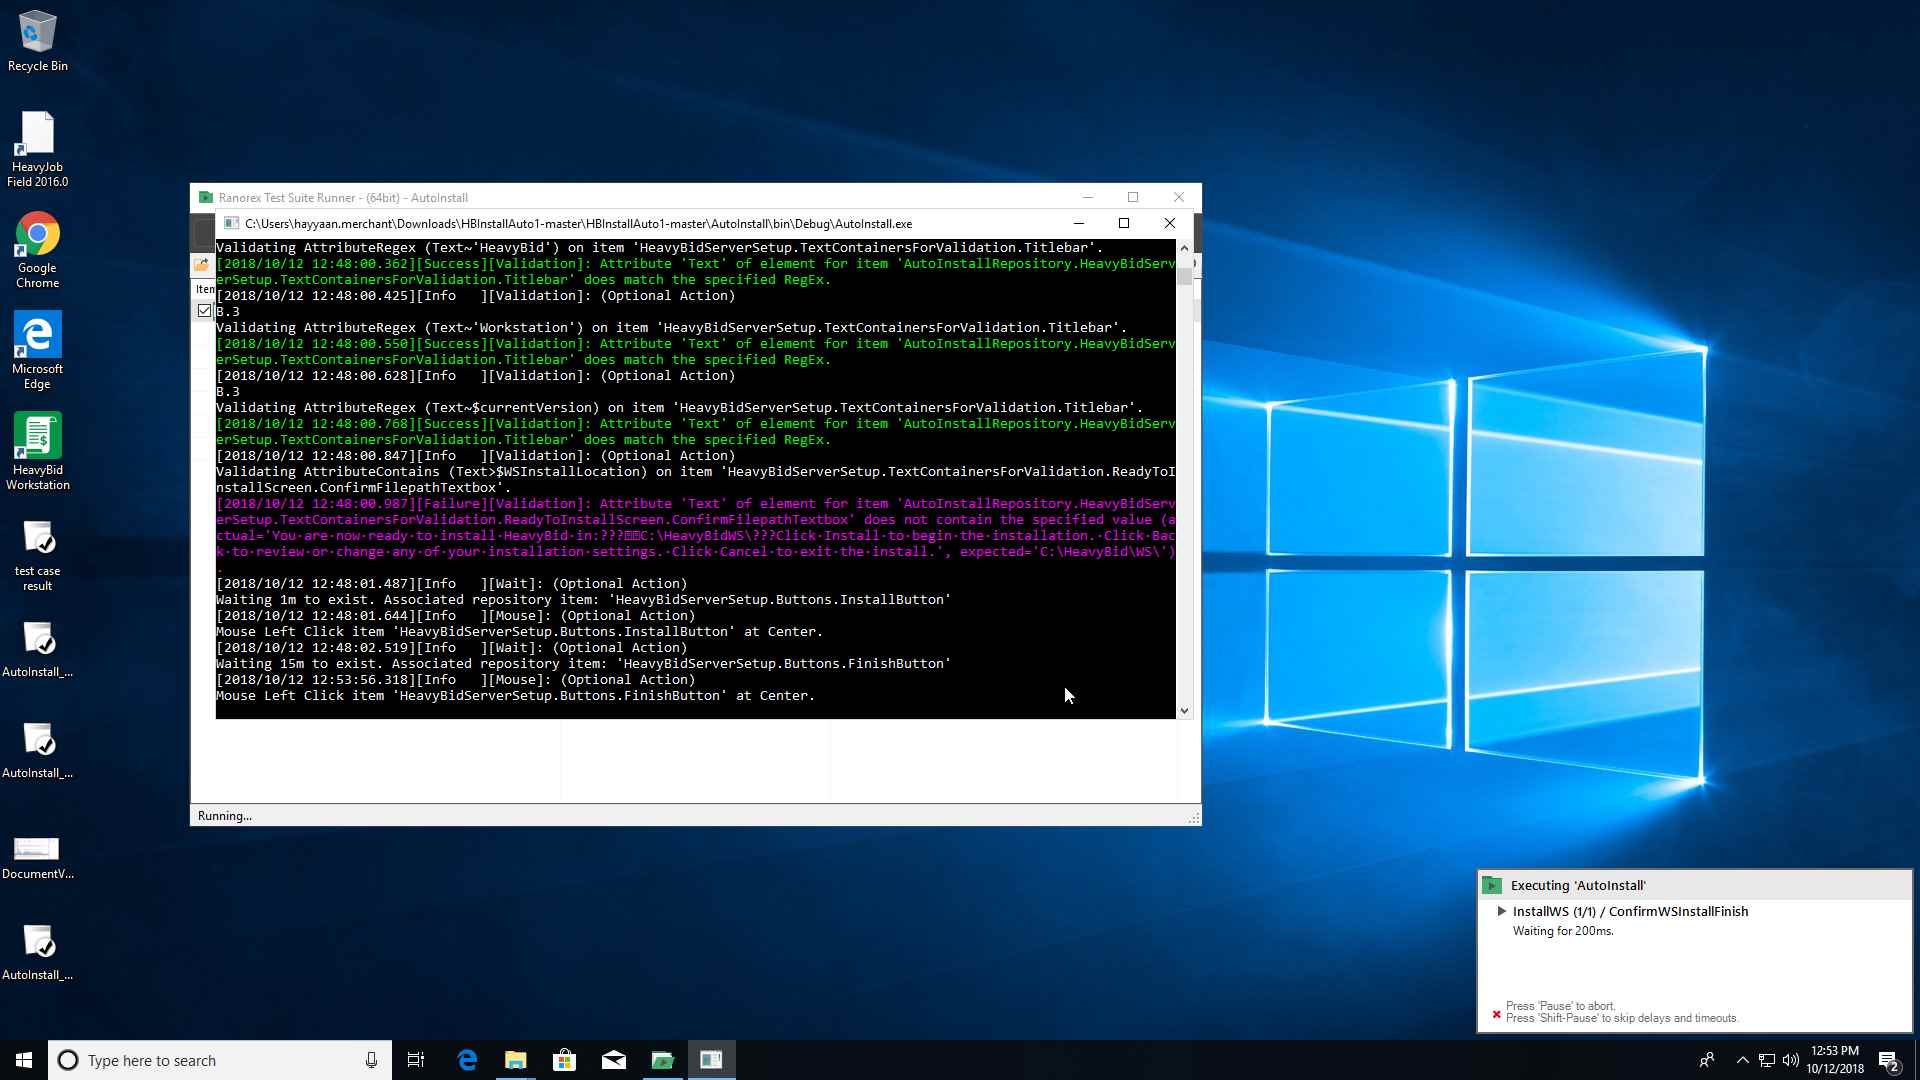 Recycle Bin
HeavyJob
Field 2016.0
Google
Chrome
Microsoft
Edge
HeavyBid
Workstation
test case
result
AutoInstall_...
AutoInstall_...
DocumentV...
AutoInstall_...
Ranorex Test Suite Runner - (64bit) - AutoInstall
C:\Users\hayyaan.merchant\Downloads\HBInstallAuto1-master\HBInstallAuto1-master\AutoInstall\bin\Debug\AutoInstall.exe
Item
Validating AttributeRegex (Text~'HeavyBid') on item 'HeavyBidServerSetup.TextContainersForValidation.Titlebar'.
[2018/10/12 12:48:00.362][Success][Validation]: Attribute 'Text' of element for item 'AutoInstallRepository.HeavyBidServ
erSetup.TextContainersForValidation.Titlebar' does match the specified RegEx.
[2018/10/12 12:48:00.425][Info   ][Validation]: (Optional Action)
B.3
Validating AttributeRegex (Text~'Workstation') on item 'HeavyBidServerSetup.TextContainersForValidation.Titlebar'.
[2018/10/12 12:48:00.550][Success][Validation]: Attribute 'Text' of element for item 'AutoInstallRepository.HeavyBidServ
erSetup.TextContainersForValidation.Titlebar' does match the specified RegEx.
[2018/10/12 12:48:00.628][Info   ][Validation]: (Optional Action)
B.3
Validating AttributeRegex (Text~$currentVersion) on item 'HeavyBidServerSetup.TextContainersForValidation.Titlebar'.
[2018/10/12 12:48:00.768][Success][Validation]: Attribute 'Text' of element for item 'AutoInstallRepository.HeavyBidServ
erSetup.TextContainersForValidation.Titlebar' does match the specified RegEx.
[2018/10/12 12:48:00.847][Info   ][Validation]: (Optional Action)
Validating AttributeContains (Text>$WSInstallLocation) on item 'HeavyBidServerSetup.TextContainersForValidation.ReadyToI
nstallScreen.ConfirmFilepathTextbox'.
[2018/10/12 12:48:00.987][Failure][Validation]: Attribute 'Text' of element for item 'AutoInstallRepository.HeavyBidServ
erSetup.TextContainersForValidation.ReadyToInstallScreen.ConfirmFilepathTextbox' does not contain the specified value (a
ctual='You·are·now·ready·to·install·HeavyBid·in:???⍰⍰C:\HeavyBidWS\???Click·Install·to·begin·the·installation.·Click·Bac
k·to·review·or·change·any·of·your·installation·settings.·Click·Cancel·to·exit·the·install.', expected='C:\HeavyBid\WS\')
.
[2018/10/12 12:48:01.487][Info   ][Wait]: (Optional Action)
Waiting 1m to exist. Associated repository item: 'HeavyBidServerSetup.Buttons.InstallButton'
[2018/10/12 12:48:01.644][Info   ][Mouse]: (Optional Action)
Mouse Left Click item 'HeavyBidServerSetup.Buttons.InstallButton' at Center.
[2018/10/12 12:48:02.519][Info   ][Wait]: (Optional Action)
Waiting 15m to exist. Associated repository item: 'HeavyBidServerSetup.Buttons.FinishButton'
[2018/10/12 12:53:56.318][Info   ][Mouse]: (Optional Action)
Mouse Left Click item 'HeavyBidServerSetup.Buttons.FinishButton' at Center.
Running...
Executing 'AutoInstall'
InstallWS (1/1) / ConfirmWSInstallFinish
Waiting for 200ms.
Press 'Pause' to abort.
Press 'Shift-Pause' to skip delays and timeouts.
Type here to search
12:53 PM
10/12/2018
2